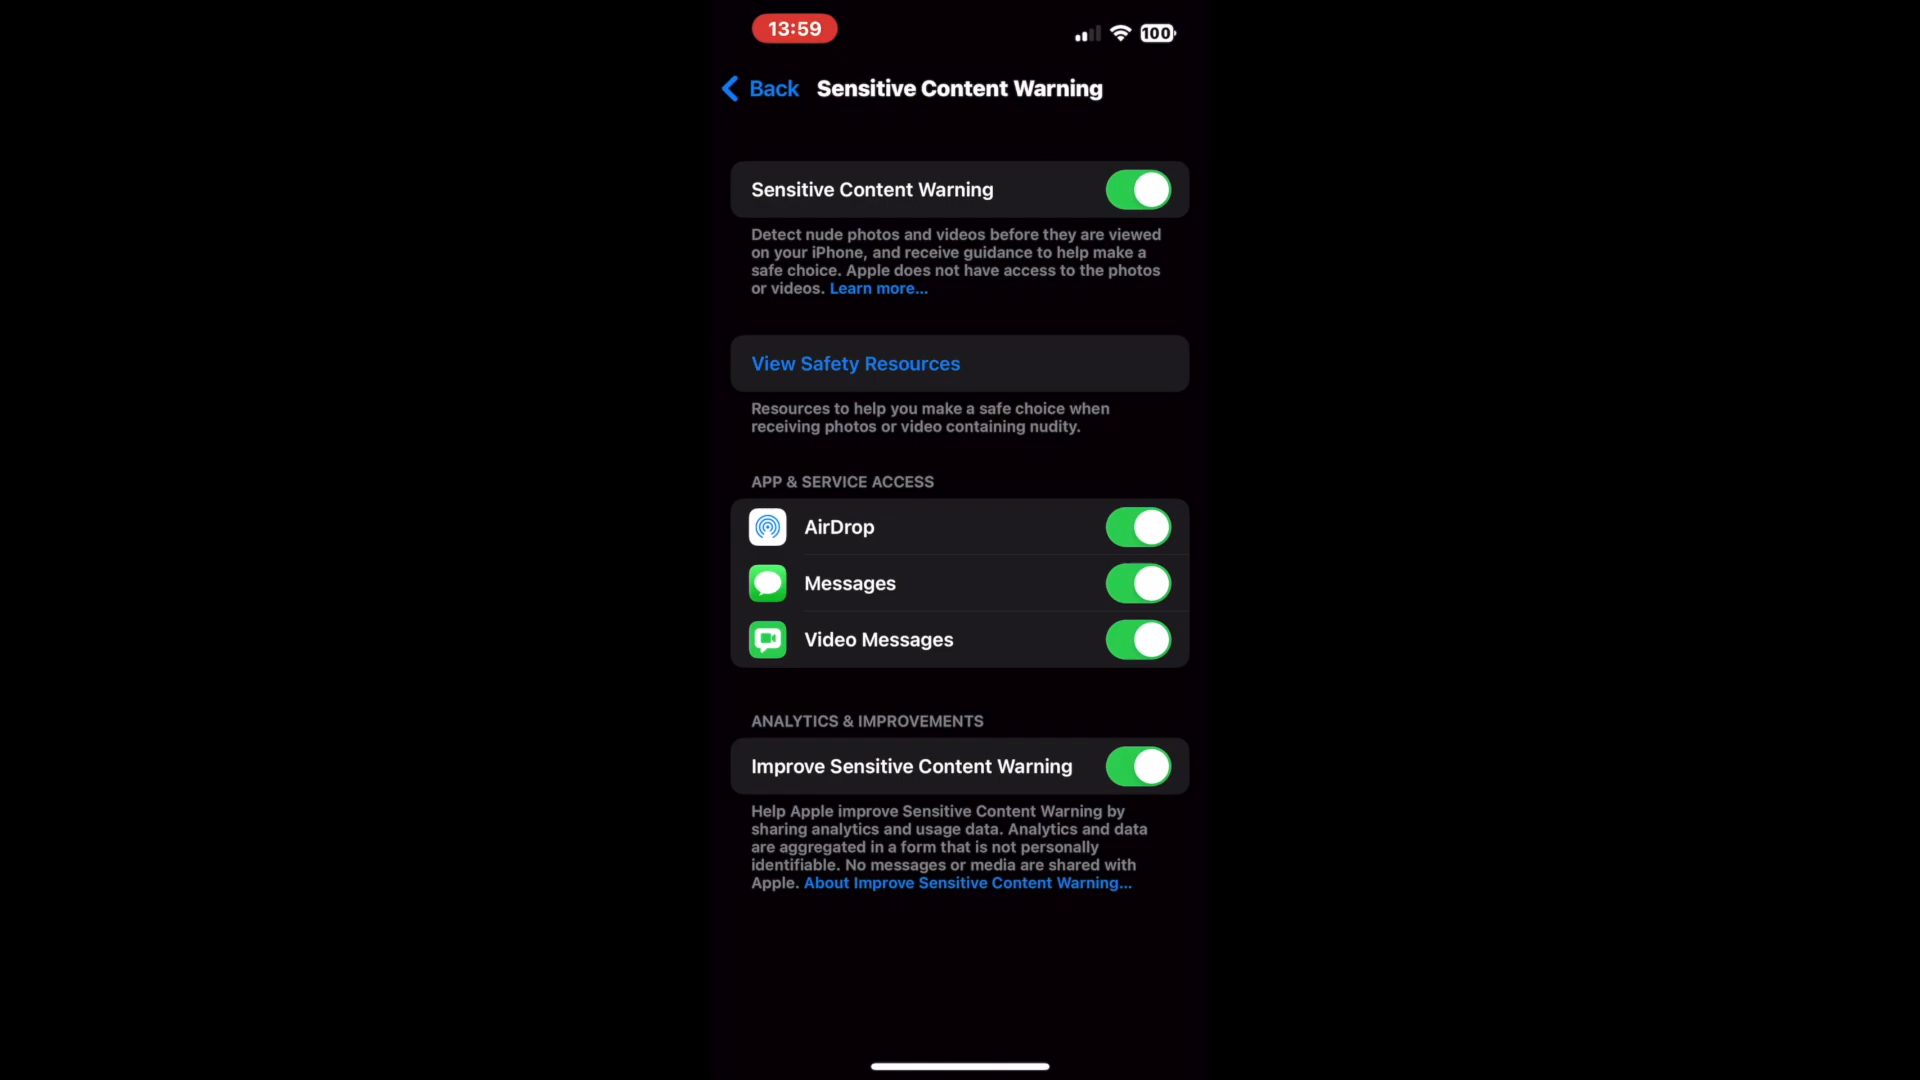 13:59
100
Back Sensitive Content Warning
Sensitive Content Warning
Detect nude photos and videos before they are viewed
on your iPhone, and receive guidance to help make a
safe choice. Apple does not have access to the photos
or videos. Learn more...
View Safety Resources
Resources to help you make a safe choice when
receiving photos or video containing nudity.
APP & SERVICE ACCESS
AirDrop
Messages
Video Messages
ANALYTICS & IMPROVEMENTS
Improve Sensitive Content Warning
Help Apple improve Sensitive Content Warning by
sharing analytics and usage data. Analytics and data
are aggregated in a form that is not personally
identifiable. No messages or media are shared with
Apple. About Improve Sensitive Content Warning...